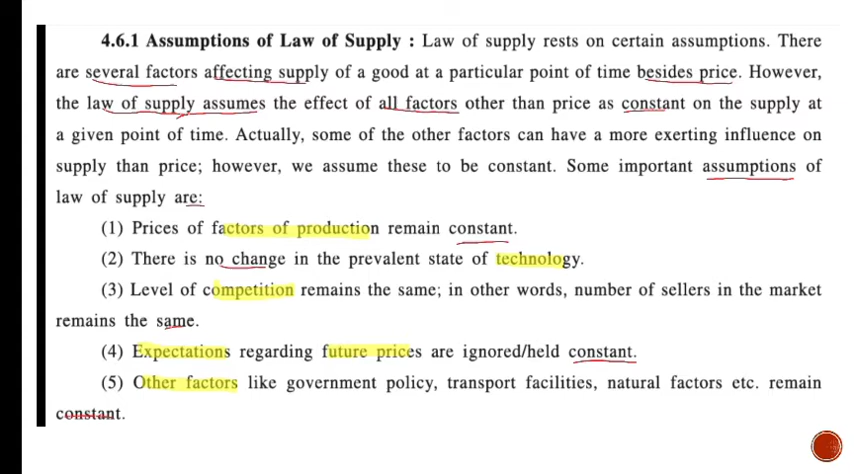 4.6.1 Assumptions of Law of Supply : Law of supply rests on certain assumptions. There
are several factors affecting supply of a good at a particular point of time besides price. However,
the law of supply assumes the effect of all factors other than price as constant on the supply at
a given point of time. Actually, some of the other factors can have a more exerting influence on
supply than price; however, we assume these to be constant. Some important assumptions of
law of supply are:
(1) Prices of factors of production remain constant.
(2) There is no change in the prevalent state of technology.
(3) Level of competition remains the same; in other words, number of sellers in the market
remains the same.
(4) Expectations regarding future prices are ignored/held constant.
(5) Other factors like government policy, transport facilities, natural factors etc. remain
constant.